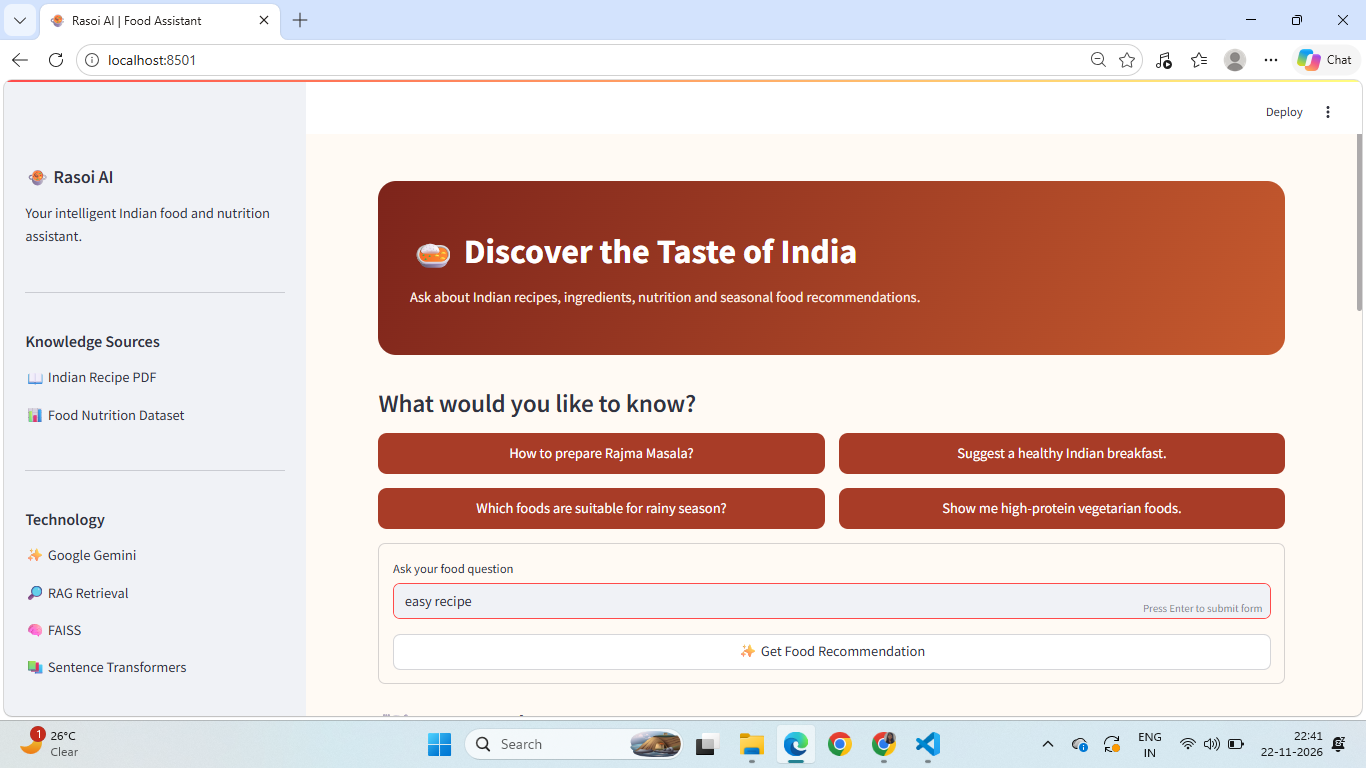 Rasoi AI | Food Assistant
localhost:8501
Chat
Deploy
Rasoi AI
Your intelligent Indian food and nutrition
assistant.
Knowledge Sources
Indian Recipe PDF
Food Nutrition Dataset
Technology
Google Gemini
RAG Retrieval
FAISS
Sentence Transformers
Discover the Taste of India
Ask about Indian recipes, ingredients, nutrition and seasonal food recommendations.
What would you like to know?
How to prepare Rajma Masala?
Suggest a healthy Indian breakfast.
Which foods are suitable for rainy season?
Show me high-protein vegetarian foods.
Ask your food question
easy recipe
Press Enter to submit form
Get Food Recommendation
1
26°C
Clear
Search
ENG
IN
22:41
22-11-2026